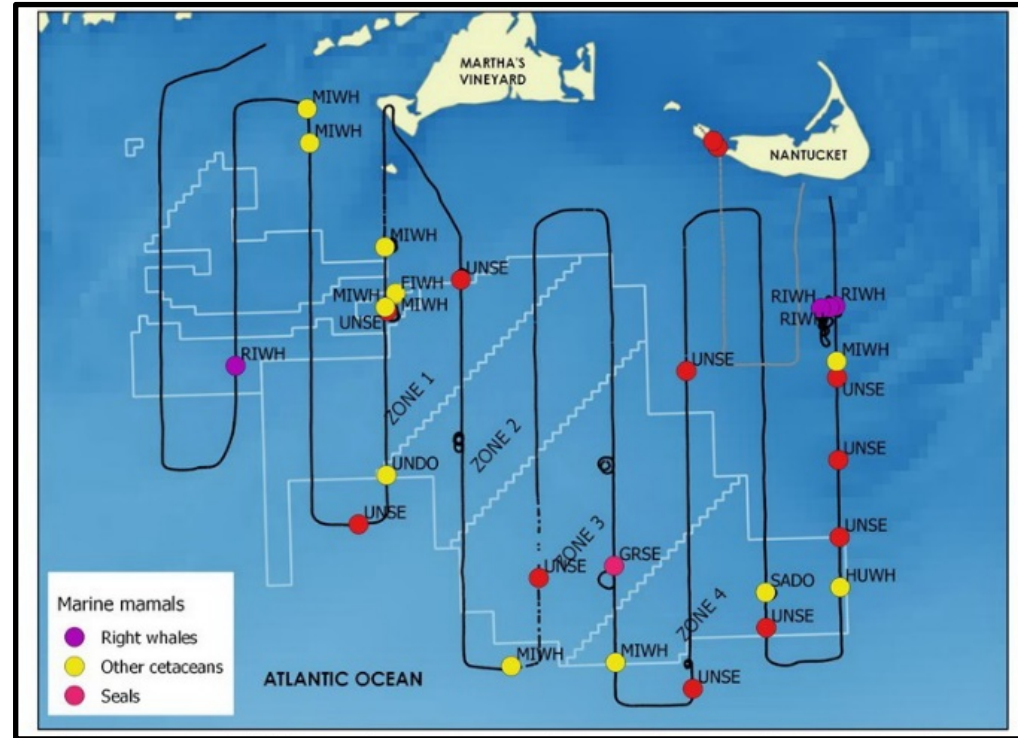 MARTHA'S
VINEYARD
NANTUCKET
MIWH
MIWH
MIWH
FIWH
MIWH
MIWH
UNSE
UNSE
RIWH
RIWH
RIWH
RIWH
MIWH
UNSE
UNSE
ZONE 1
ZONE 2
UNDO
UNSE
UNSE
UNSE
ZONE 3
UNSE
GRSE
SADO
HUWH
ZONE 4
UNSE
MIWH
MIWH
UNSE
Marine mamals
Right whales
Other cetaceans
Seals
ATLANTIC OCEAN